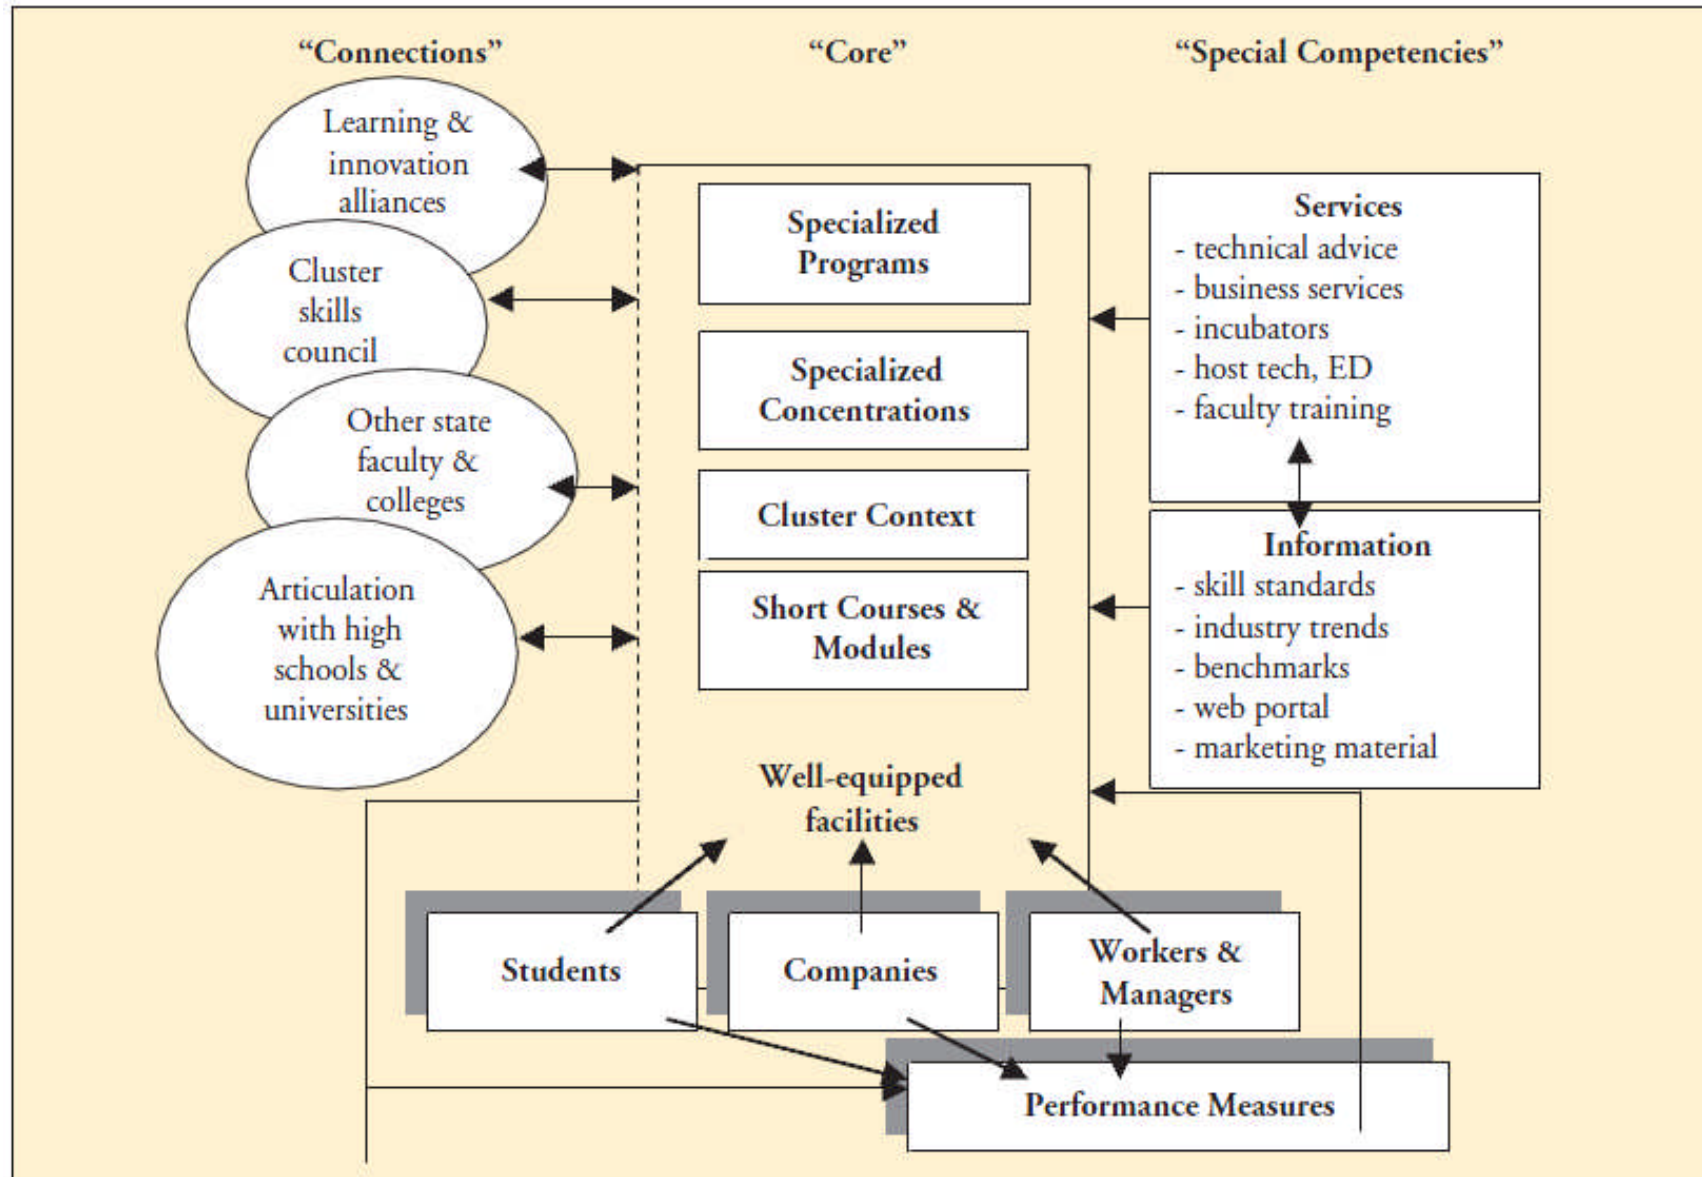 “Connections”
“Core”
“Special Competencies”
Learning &
innovation
alliances
Cluster
skills
council
Other state
faculty &
colleges
Articulation
with high
schools &
universities
Specialized
Programs
Specialized
Concentrations
Cluster Context
Short Courses &
Modules
Well-equipped
facilities
Services
- technical advice
- business services
- incubators
- host tech, ED
- faculty training
Information
- skill standards
- industry trends
- benchmarks
- web portal
- marketing material
Students
Companies
Workers &
Managers
Performance Measures